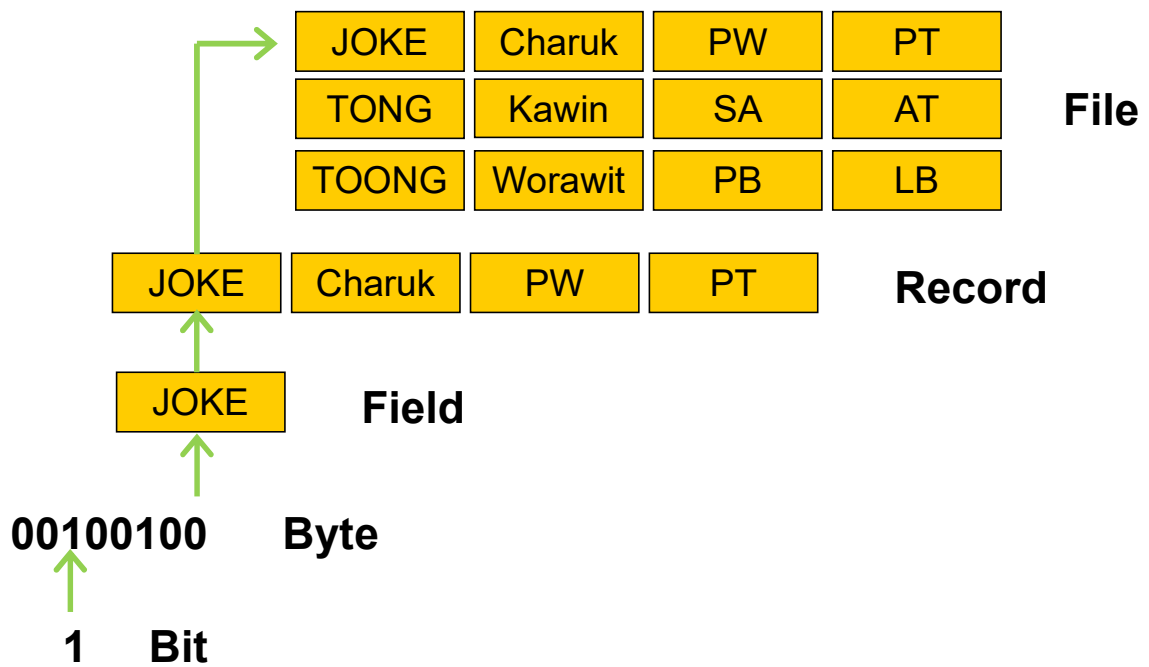 JOKE Charuk PW PT
TONG Kawin SA AT File
TOONG Worawit PB LB
JOKE Charuk PW PT Record
JOKE Field
00100100 Byte
1 Bit